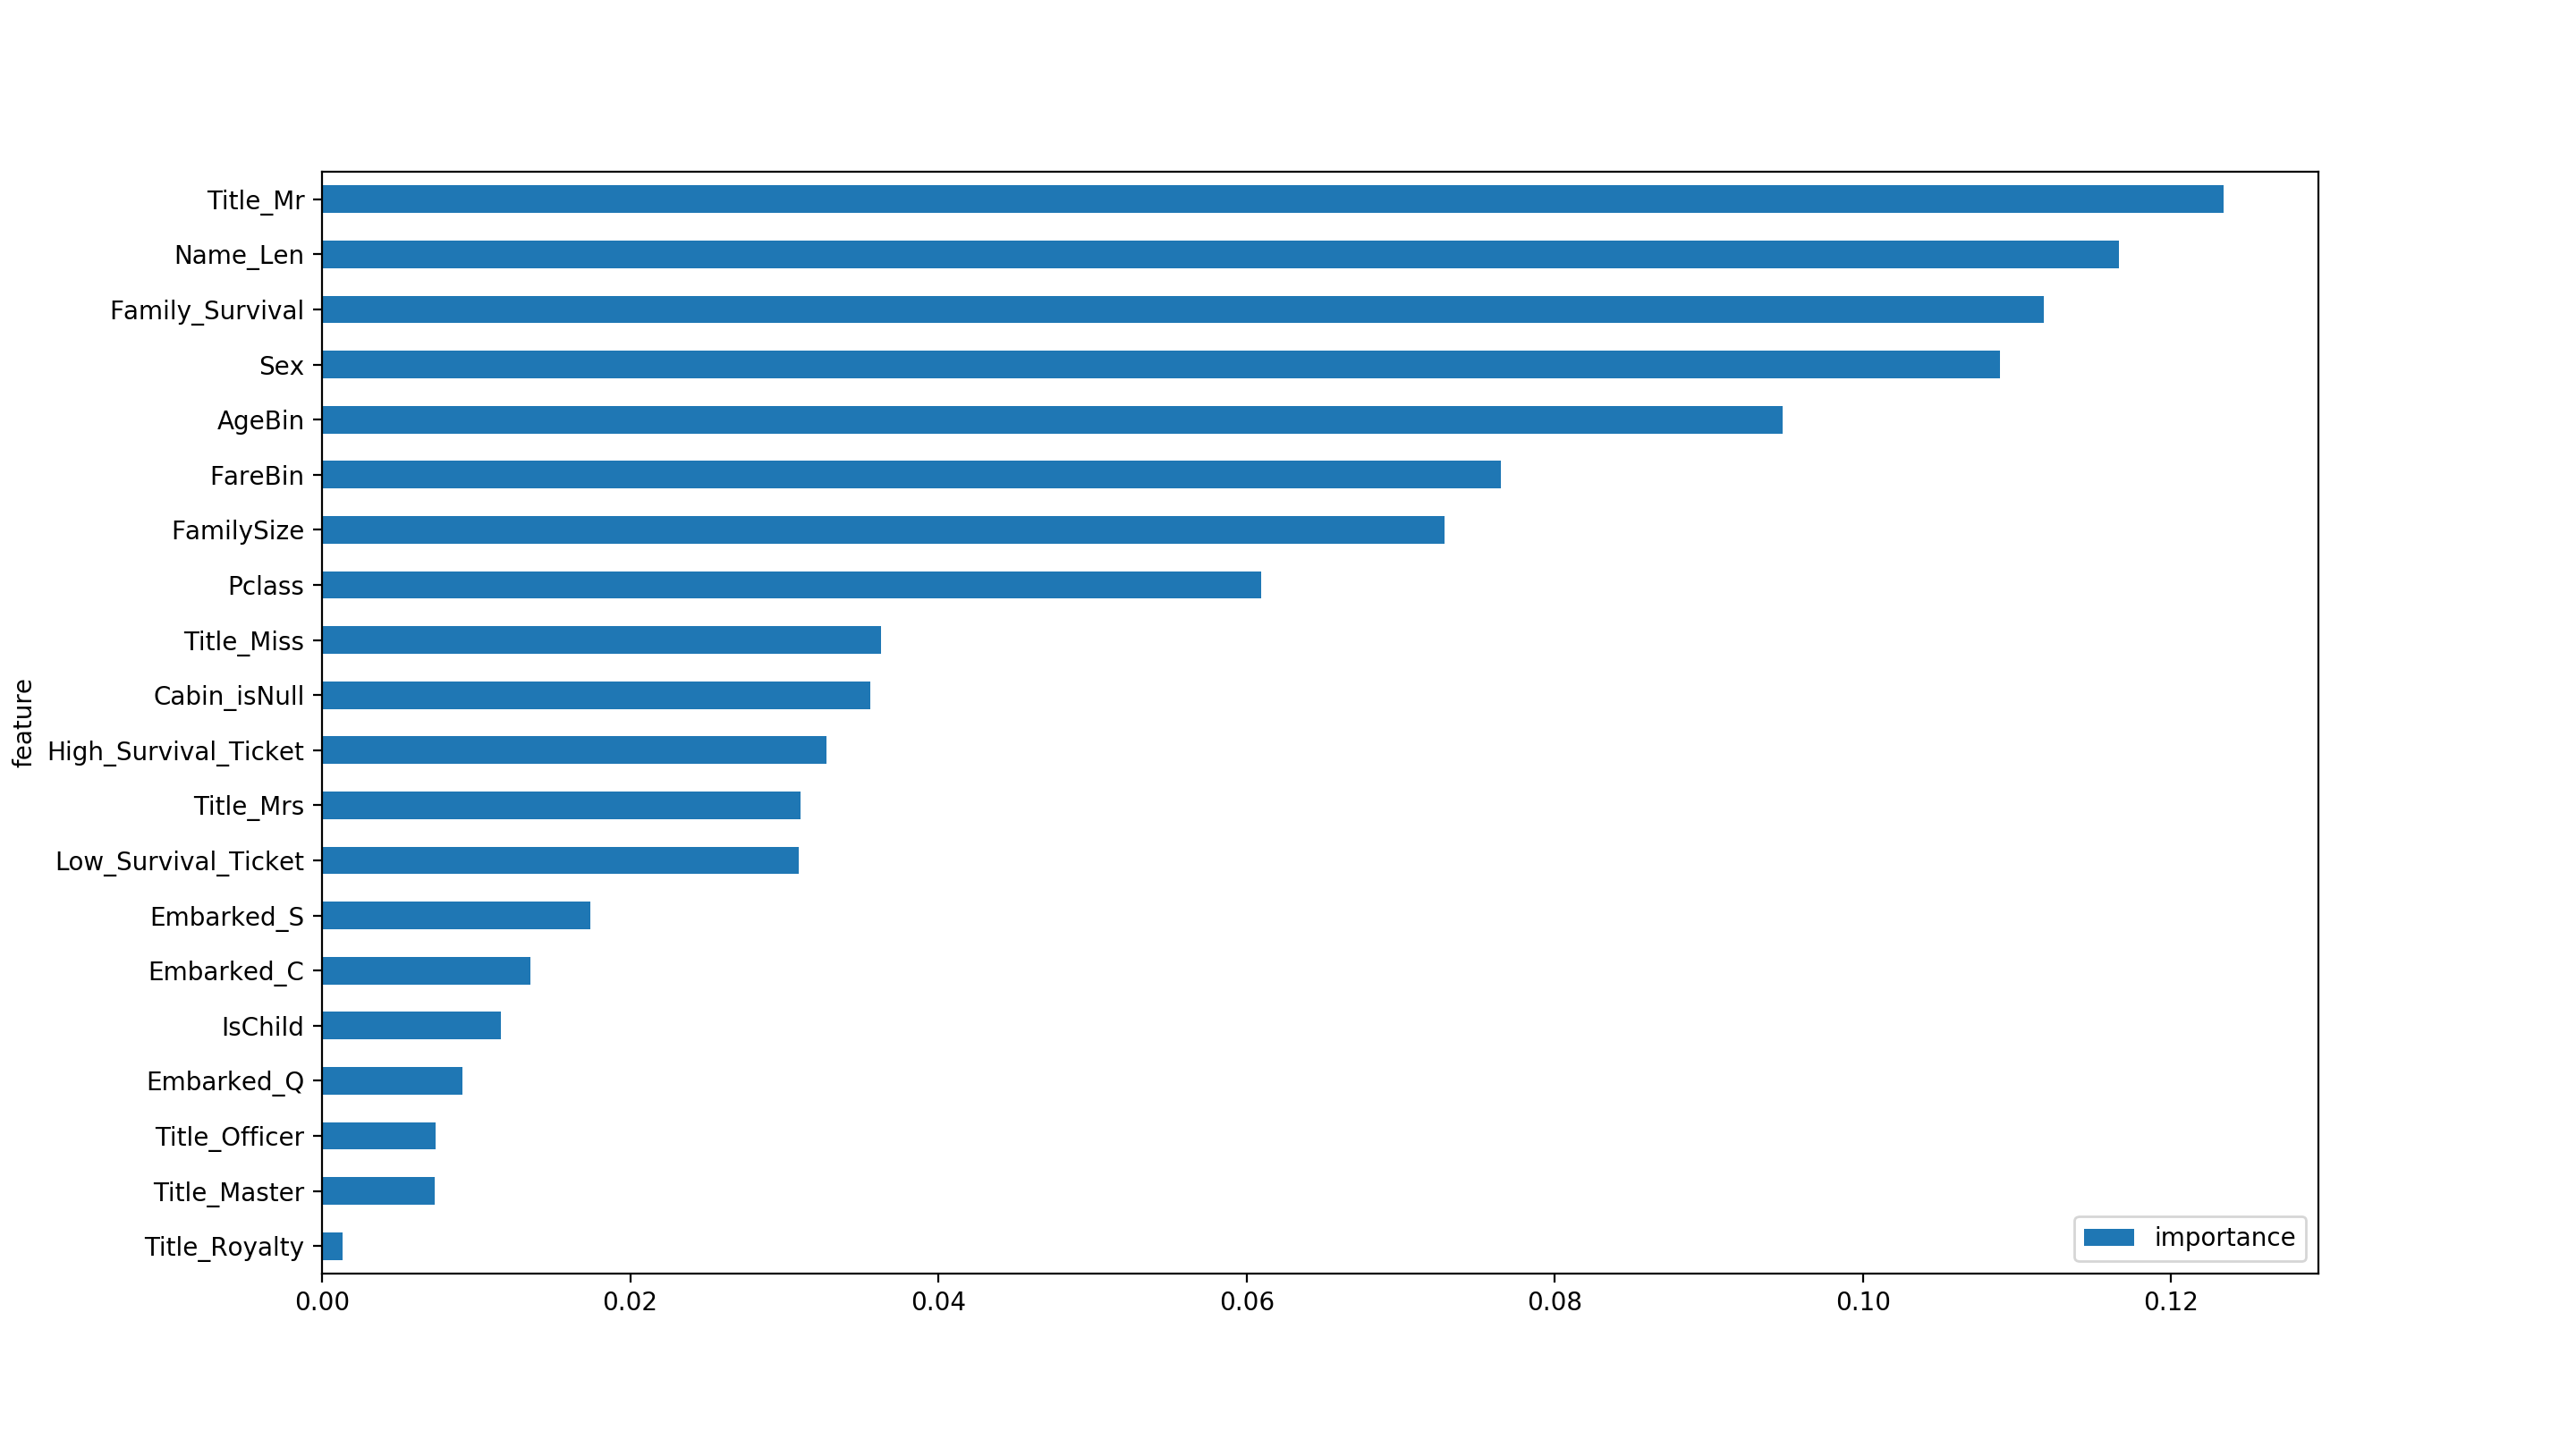 Title_Mr
Name_Len
Family_Survival
Sex
AgeBin
FareBin
FamilySize
Pclass
Title_Miss
Cabin_isNull
High_Survival_Ticket
Title_Mrs
Low_Survival_Ticket
Embarked_S
Embarked_C
IsChild
Embarked_Q
Title_Officer
Title_Master
Title_Royalty
feature
importance
0.00 0.02 0.04 0.06 0.08 0.10 0.12